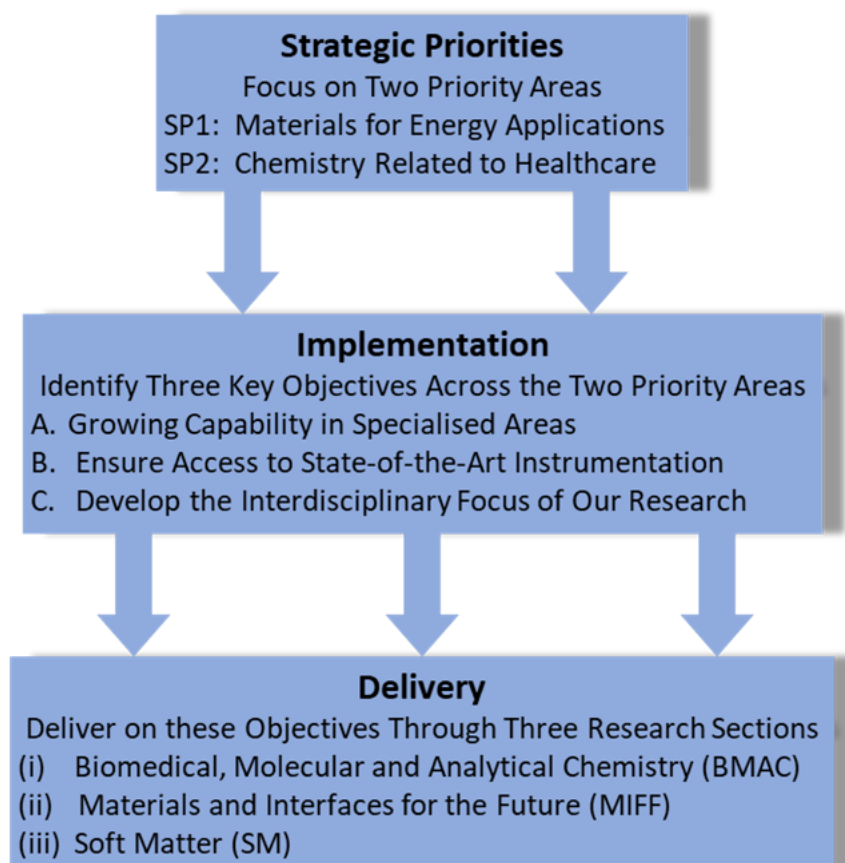 Strategic Priorities
Focus on Two Priority Areas
SP1: Materials for Energy Applications
SP2: Chemistry Related to Healthcare
Implementation
Identify Three Key Objectives Across the Two Priority Areas
A. Growing Capability in Specialised Areas
B. Ensure Access to State-of-the-Art Instrumentation
C. Develop the Interdisciplinary Focus of Our Research
Delivery
Deliver on these Objectives Through Three Research Sections
(i) Biomedical, Molecular and Analytical Chemistry (BMAC)
(ii) Materials and Interfaces for the Future (MIFF)
(iii) Soft Matter (SM)